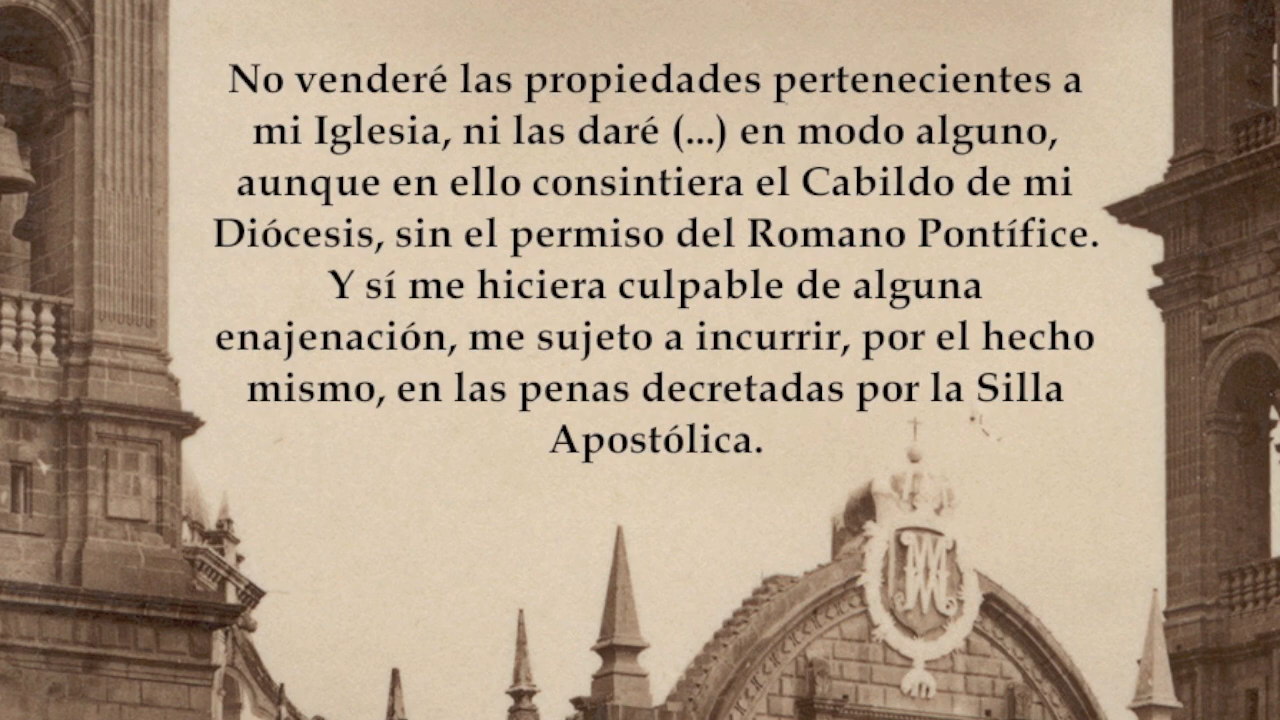 No venderé las propiedades pertenecientes a
mi Iglesia, ni las daré (...) en modo alguno,
aunque en ello consintiera el Cabildo de mi
Diócesis, sin el permiso del Romano Pontífice.
Y sí me hiciera culpable de alguna
enajenación, me sujeto a incurrir, por el hecho
mismo, en las penas decretadas por la Silla
Apostólica.